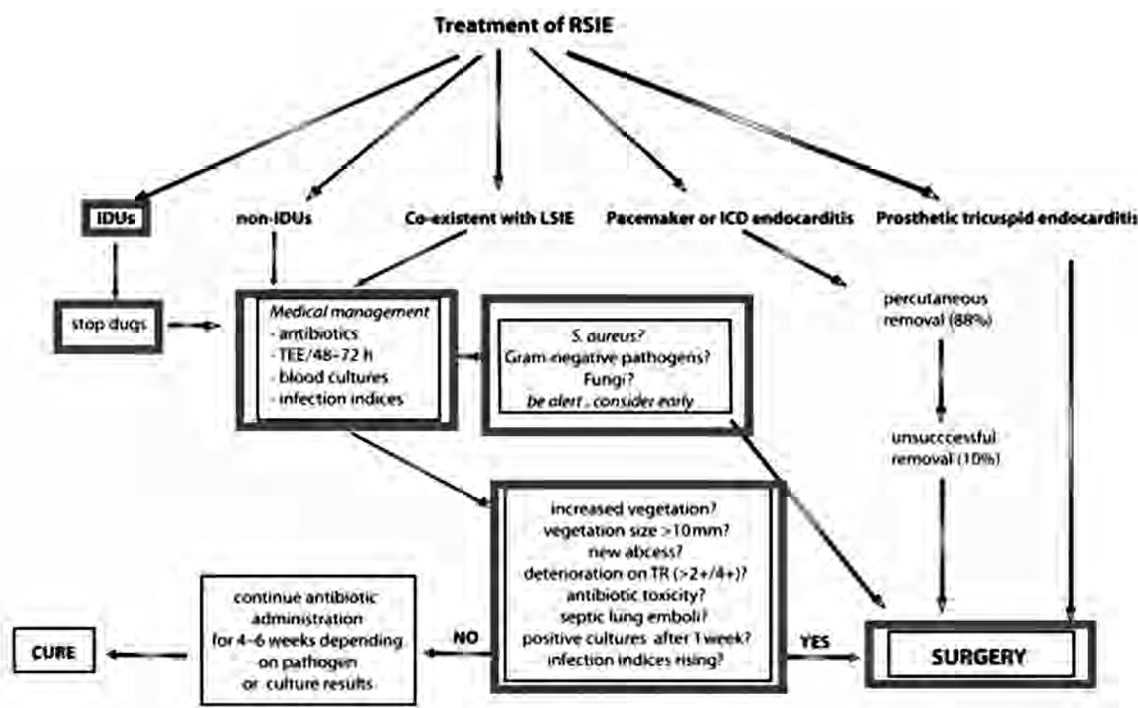 Treatment of RSIE
IDUs
non-IDUs
Co-existent with LSIE
Pacemaker or ICD endocarditis
Prosthetic tricuspid endocarditis
stop dugs
Medical management
- antibiotics
- TEE/48–72 h
- blood cultures
- infection indices
S. aureus?
Gram-negative pathogens?
Fungi?
be alert , consider early
percutaneous
removal (88%)
unsucccessful
removal (10%)
increased vegetation?
vegetation size >10 mm?
new abcess?
deterioration on TR (>2+/4+)?
antibiotic toxicity?
septic lung emboli?
positive cultures after 1 week?
infection indices rising?
NO
YES
continue antibiotic
administration
for 4–6 weeks depending
on pathogen
or culture results
CURE
SURGERY